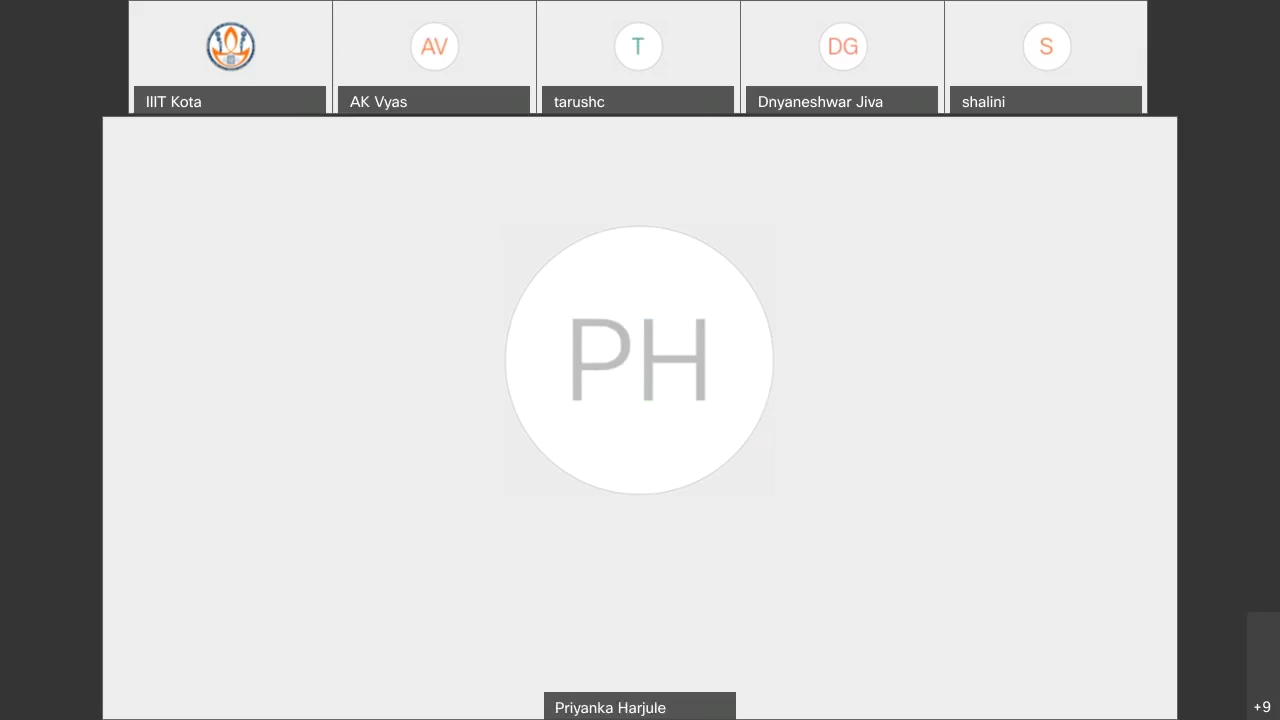 AV
T
DG
S
IIIT Kota
AK Vyas
tarushc
Dnyaneshwar Jiva
shalini
PH
Priyanka Harjule
+9